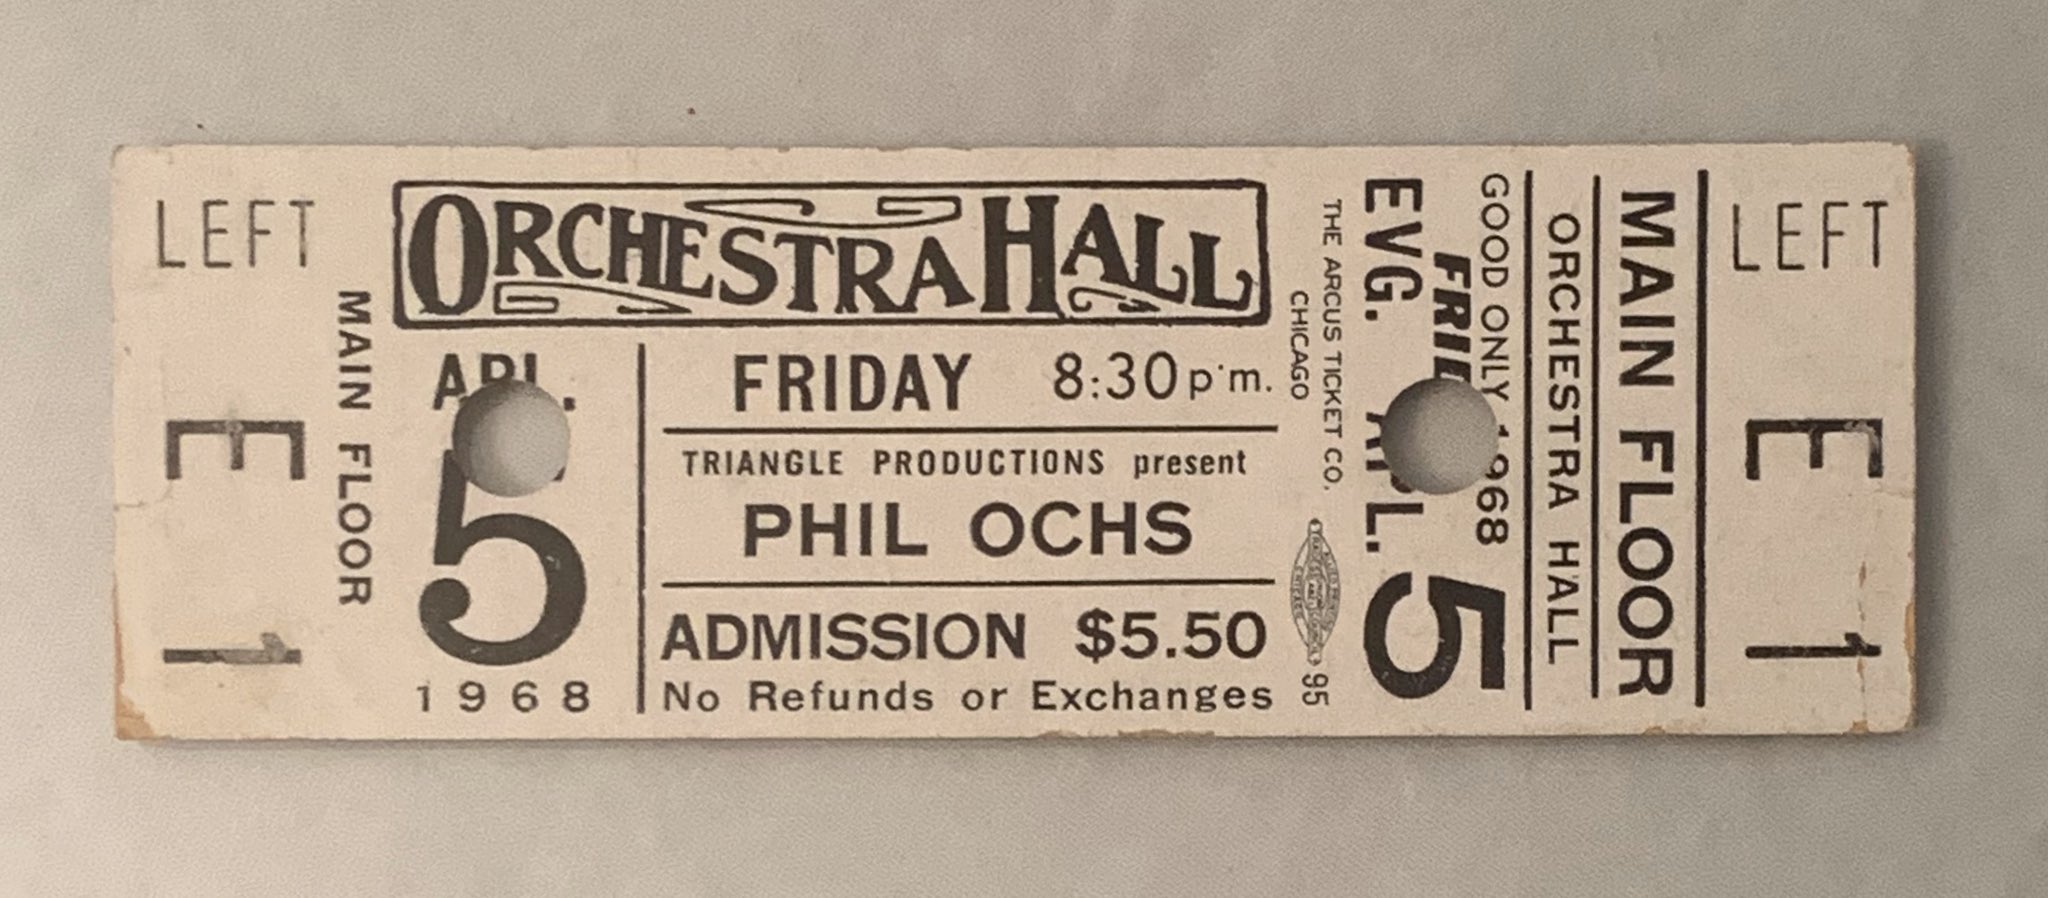 LEFT
E
1
MAIN FLOOR
ORCHESTRA HALL
APL.
5
1968
FRIDAY 8:30 p.m.
TRIANGLE PRODUCTIONS present
PHIL OCHS
ADMISSION $5.50
No Refunds or Exchanges
CHICAGO
THE ARCUS TICKET CO.
95
EVG. APL. 5
GOOD ONLY 1968
ORCHESTRA HALL
MAIN FLOOR
LEFT
E
1